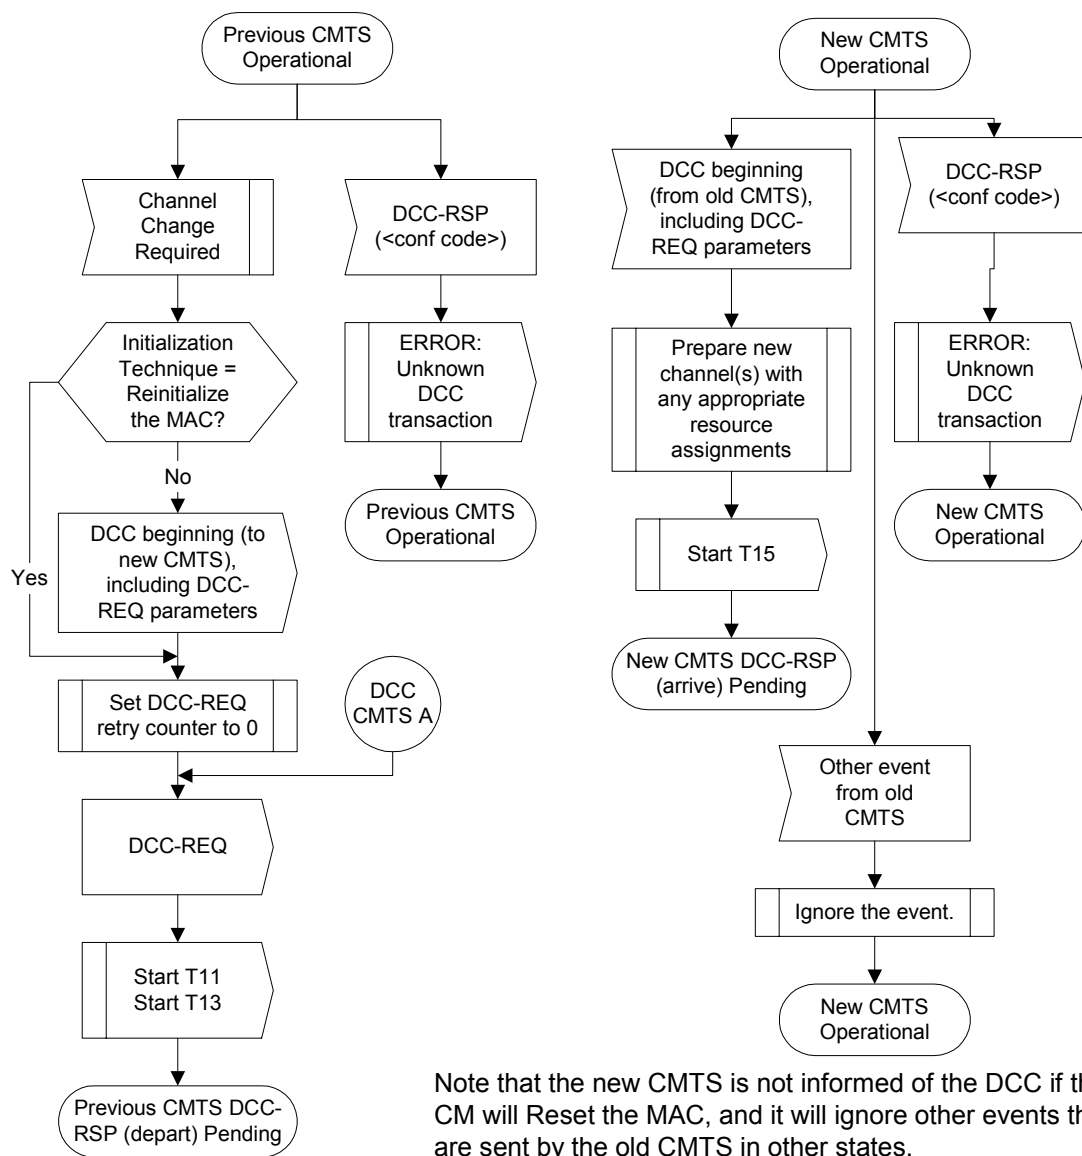 Previous CMTS
Operational
Channel
Change
Required
DCC-RSP
(<conf code>)
Initialization
Technique =
Reinitialize
the MAC?
ERROR:
Unknown
DCC
transaction
No
Yes
Previous CMTS
Operational
DCC beginning (to
new CMTS),
including DCC-
REQ parameters
Set DCC-REQ
retry counter to 0
DCC
CMTS A
DCC-REQ
Start T11
Start T13
Previous CMTS DCC-
RSP (depart) Pending
New CMTS
Operational
DCC beginning
(from old CMTS),
including DCC-
REQ parameters
DCC-RSP
(<conf code>)
Prepare new
channel(s) with
any appropriate
resource
assignments
ERROR:
Unknown
DCC
transaction
Start T15
New CMTS
Operational
New CMTS DCC-RSP
(arrive) Pending
Other event
from old
CMTS
Ignore the event.
New CMTS
Operational
Note that the new CMTS is not informed of the DCC if
CM will Reset the MAC, and it will ignore other events
are sent by the old CMTS in other states.